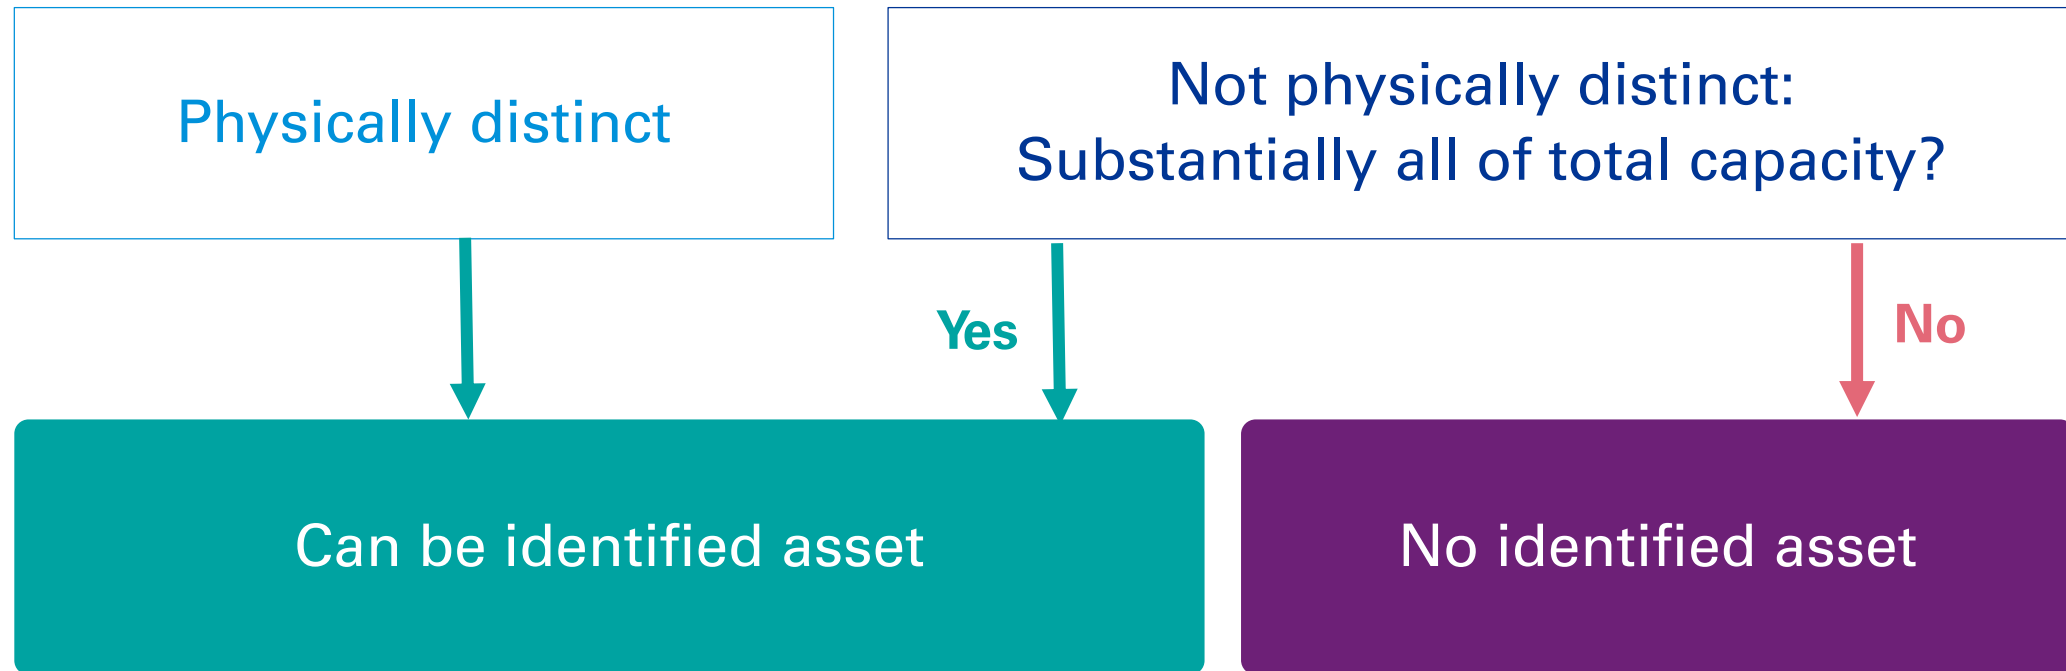 Physically distinct
Not physically distinct:
Substantially all of total capacity?
Yes
No
Can be identified asset
No identified asset